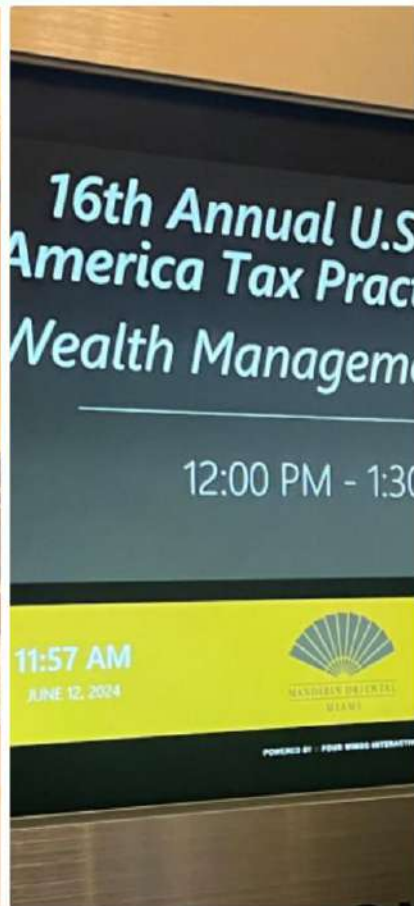 16th Annual U.S
America Tax Pract
Wealth Managem
12:00 PM - 1:30
11:57 AM
JUNE 12, 2024
MANDARIN ORIENTAL
MIAMI
POWERED BY : FOUR WINDS INTERACTIV